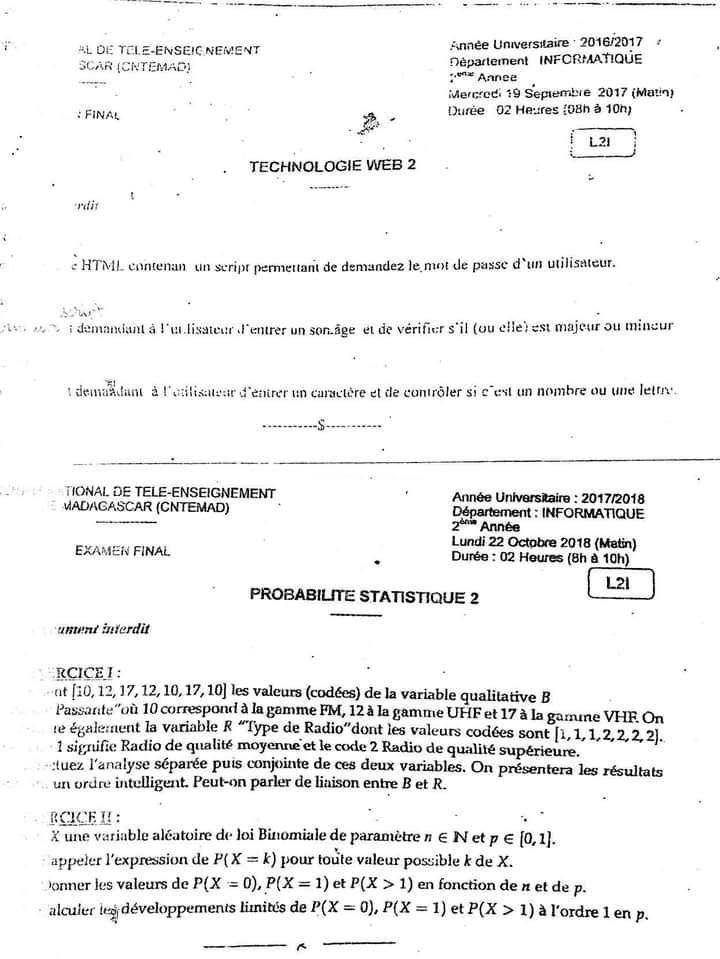 AL DE TELE-ENSEIGNEMENT
SCAR (CNTEMAD)
FINAL
Année Universitaire : 2016/2017
Département INFORMATIQUE
2ème Annee
Mercredi 19 Septembre 2017 (Matin)
Durée 02 Heures (08h à 10h)
L2I
TECHNOLOGIE WEB 2
rdit
e HTML contenan un script permettant de demandez le mot de passe d'un utilisateur.
demandant à l'utilisateur d'entrer un son âge et de vérifier s'il (ou elle) est majeur ou mineur
t demandant à l'utilisateur d'entrer un caractère et de contrôler si c'est un nombre ou une lettre.
-----------S-----------
TIONAL DE TELE-ENSEIGNEMENT
MADAGASCAR (CNTEMAD)
EXAMEN FINAL
Année Universitaire : 2017/2018
Département : INFORMATIQUE
2ème Année
Lundi 22 Octobre 2018 (Matin)
Durée : 02 Heures (8h à 10h)
L2I
PROBABILITE STATISTIQUE 2
ument interdit
RCICE I :
nt [10, 12, 17, 12, 10, 17, 10] les valeurs (codées) de la variable qualitative B
Passante" où 10 correspond à la gamme FM, 12 à la gamme UHF et 17 à la gamme VHF. On
re également la variable R "Type de Radio" dont les valeurs codées sont [1, 1, 1, 2, 2, 2, 2].
1 signifie Radio de qualité moyenne et le code 2 Radio de qualité supérieure.
ctuez l'analyse séparée puis conjointe de ces deux variables. On présentera les résultats
un ordre intelligent. Peut-on parler de liaison entre B et R.
RCICE II :
X une variable aléatoire de loi Binomiale de paramètre n ∈ ℕ et p ∈ [0, 1].
appeler l'expression de P(X = k) pour toute valeur possible k de X.
Donner les valeurs de P(X = 0), P(X = 1) et P(X > 1) en fonction de n et de p.
alculer les développements limités de P(X = 0), P(X = 1) et P(X > 1) à l'ordre 1 en p.